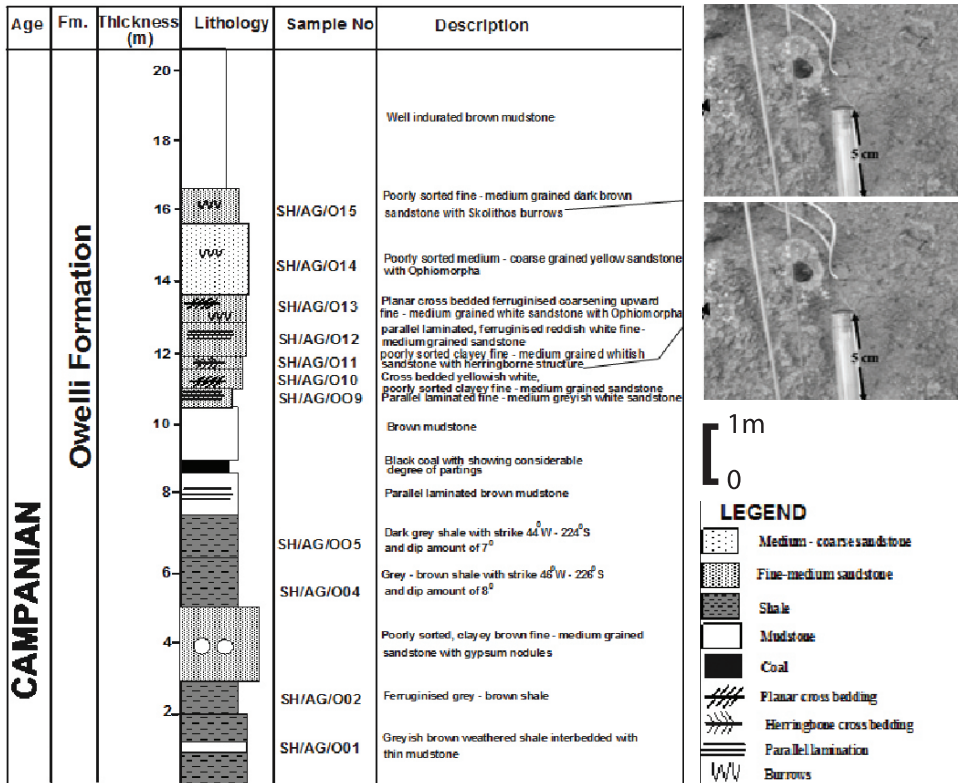 Age Fm. Thickness (m) Lithology Sample No Description
CAMPANIAN
Owelli Formation
20
18
16
14
12
10
8
6
4
2
Well indurated brown mudstone
SH/AG/O15
Poorly sorted fine - medium grained dark brown
sandstone with Skolithos burrows
SH/AG/O14
Poorly sorted medium - coarse grained yellow sandstone
with Ophiomorpha
SH/AG/O13
Planar cross bedded ferruginised coarsening upward
fine - medium grained white sandstone with Ophiomorpha
SH/AG/O12
parallel laminated, ferruginised reddish white fine -
medium grained sandstone
SH/AG/O11
poorly sorted clayey fine - medium grained whitish
sandstone with herringborne structure
SH/AG/O10
Cross bedded yellowish white,
poorly sorted clayey fine - medium grained sandstone
SH/AG/OO9
Parallel laminated fine - medium greyish white sandstone
Brown mudstone
Black coal with showing considerable
degree of partings
Parallel laminated brown mudstone
SH/AG/OO5
Dark grey shale with strike 44⁰W - 224⁰S
and dip amount of 7⁰
SH/AG/O04
Grey - brown shale with strike 46⁰W - 226⁰S
and dip amount of 8⁰
Poorly sorted, clayey brown fine - medium grained
sandstone with gypsum nodules
SH/AG/O02
Ferruginised grey - brown shale
SH/AG/O01
Greyish brown weathered shale interbedded with
thin mudstone
5 cm
5 cm
1m
0
LEGEND
Medium - coarse sandstone
Fine-medium sandstone
Shale
Mudstone
Coal
Planar cross bedding
Herringbone cross bedding
Parallel lamination
Burrows